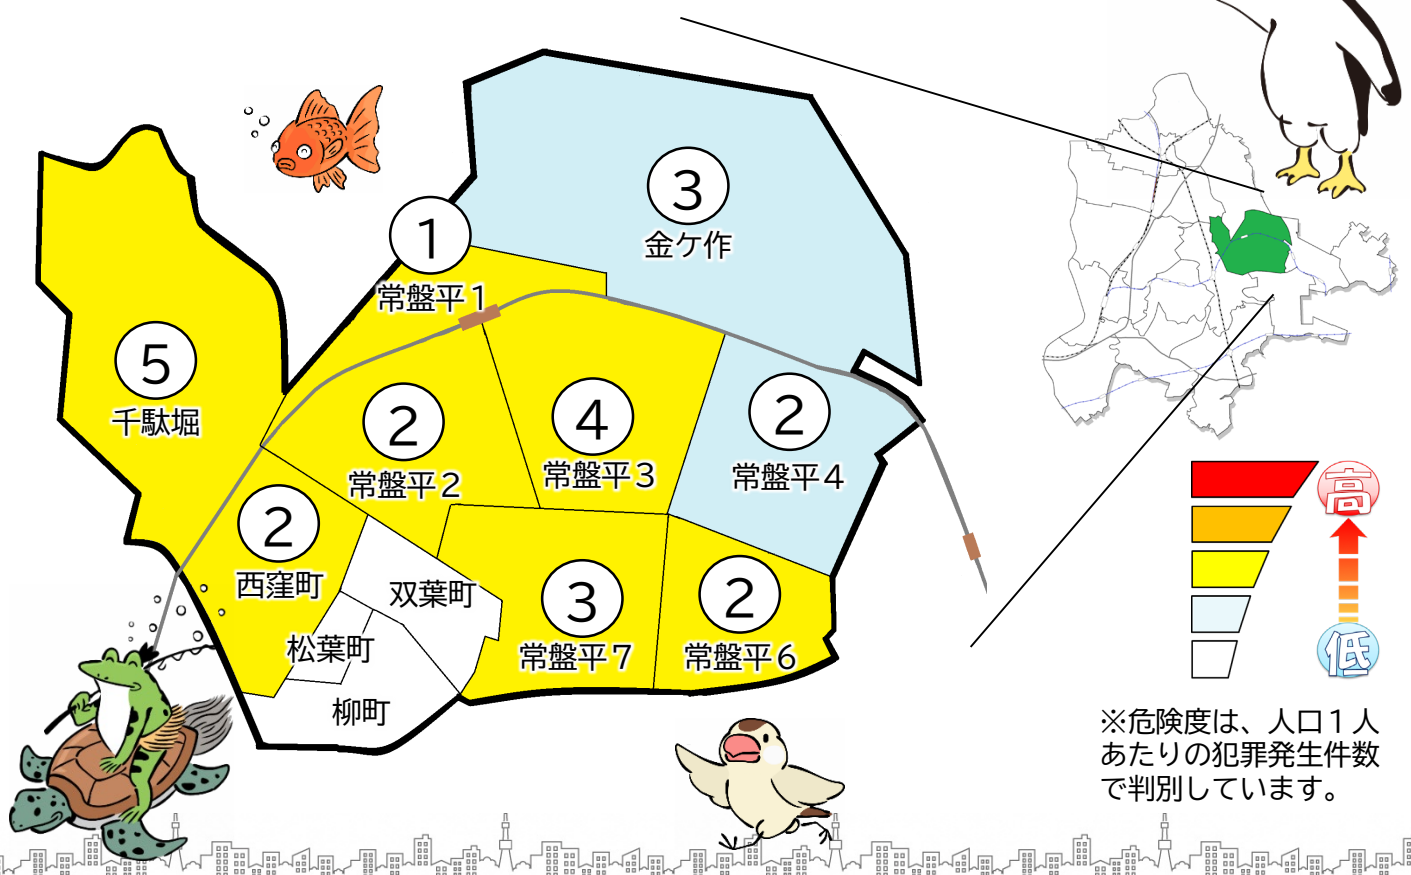 3
金ケ作
1
常盤平１
5
千駄堀
2
常盤平２
4
常盤平３
2
常盤平４
2
西窪町
双葉町
3
常盤平７
2
常盤平６
松葉町
柳町
高
低
※危険度は、人口１人
あたりの犯罪発生件数
で判別しています。